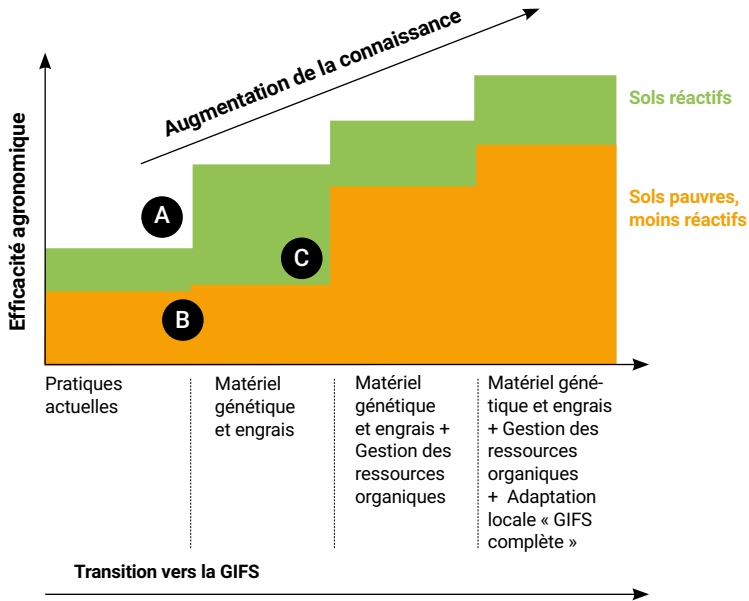 Augmentation de la connaissance
Efficacité agronomique
Sols réactifs
Sols pauvres,
moins réactifs
A
B
C
Pratiques
actuelles
Matériel
génétique
et engrais
Matériel
génétique
et engrais +
Gestion des
ressources
organiques
Matériel géné-
tique et engrais
+ Gestion des
ressources
organiques
+ Adaptation
locale « GIFS
complète »
Transition vers la GIFS